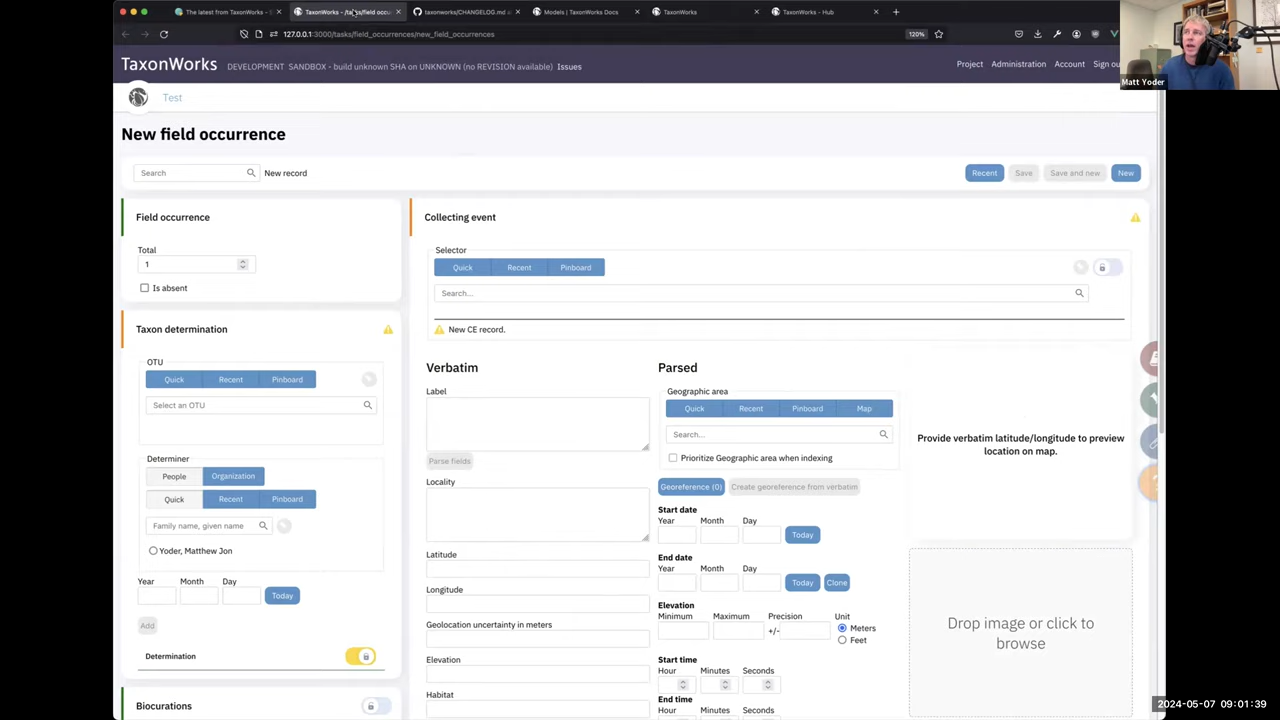 The latest from TaxonWorks - S
TaxonWorks - /tasks/field occu
taxonworks/CHANGELOG.md a
Models | TaxonWorks Docs
TaxonWorks
TaxonWorks - Hub
127.0.0.1:3000/tasks/field_occurrences/new_field_occurrence
120%
TaxonWorks DEVELOPMENT SANDBOX - build unknown SHA on UNKNOWN (no REVISION available) Issues
Project Administration Account Sign ou
Matt Yoder
Test
New field occurrence
Search New record
Recent Save Save and new New
Field occurrence
Total
1
Is absent
Taxon determination
OTU
Quick Recent Pinboard
Select an OTU
Determiner
People Organization
Quick Recent Pinboard
Family name, given name
Yoder, Matthew Jon
Year Month Day
Today
Add
Determination
Biocurations
Collecting event
Selector
Quick Recent Pinboard
Search...
New CE record.
Verbatim
Label
Parse fields
Locality
Latitude
Longitude
Geolocation uncertainty in meters
Elevation
Habitat
Parsed
Geographic area
Quick Recent Pinboard Map
Search...
Prioritize Geographic area when indexing
Georeference (0) Create georeference from verbatim
Start date
Year Month Day
Today
End date
Year Month Day
Today Clone
Elevation
Minimum Maximum Precision Unit
+/- Meters
Feet
Start time
Hour Minutes Seconds
End time
Hour Minutes Seconds
Provide verbatim latitude/longitude to preview
location on map.
Drop image or click to
browse
2024-05-07 09:01:39